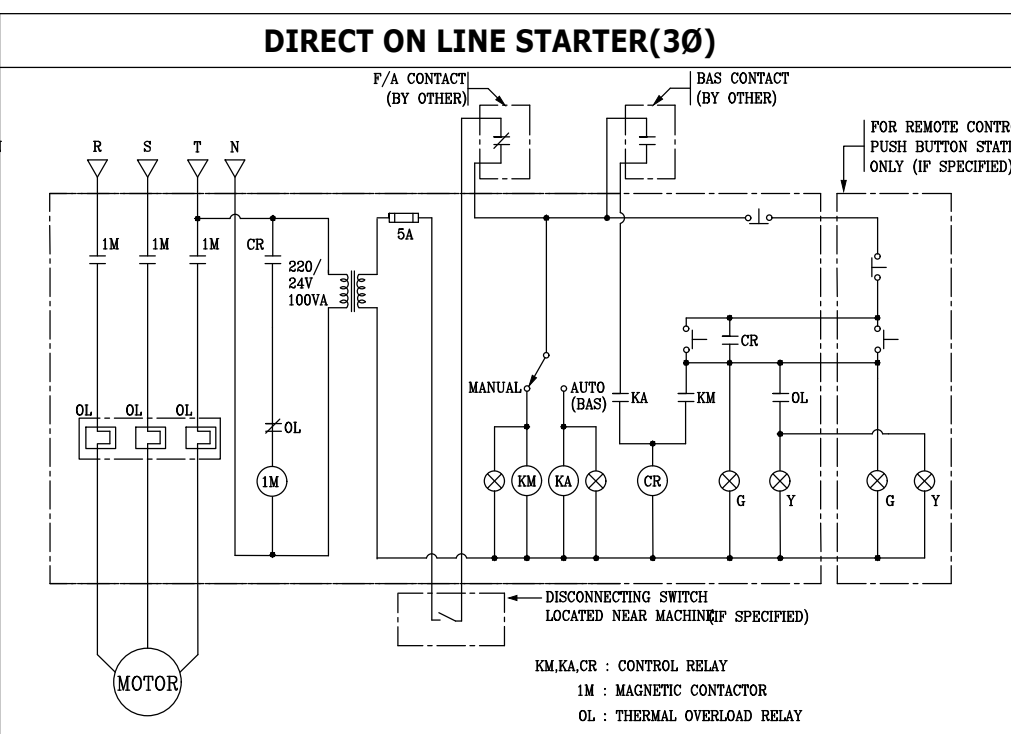 DIRECT ON LINE STARTER(3Ø)
F/A CONTACT
(BY OTHER)
BAS CONTACT
(BY OTHER)
FOR REMOTE CONTR
PUSH BUTTON STATI
ONLY (IF SPECIFIED)
R S T N
1M 1M 1M CR
5A
220/
24V
100VA
CR
MANUAL
AUTO
(BAS)
KA KM OL
OL OL OL
OL
1M KM KA CR
G Y G Y
DISCONNECTING SWITCH
LOCATED NEAR MACHINE(IF SPECIFIED)
KM,KA,CR : CONTROL RELAY
1M : MAGNETIC CONTACTOR
OL : THERMAL OVERLOAD RELAY
MOTOR